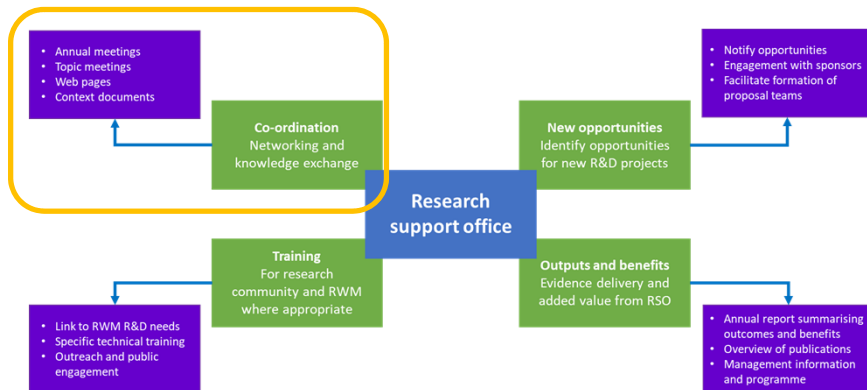 • Annual meetings
• Topic meetings
• Web pages
• Context documents
Co-ordination
Networking and
knowledge exchange
• Notify opportunities
• Engagement with sponsors
• Facilitate formation of
proposal teams
New opportunities
Identify opportunities
for new R&D projects
Research
support office
Training
For research
community and RWM
where appropriate
• Link to RWM R&D needs
• Specific technical training
• Outreach and public
engagement
Outputs and benefits
Evidence delivery and
added value from RSO
• Annual report summarising
outcomes and benefits
• Overview of publications
• Management information
and programme